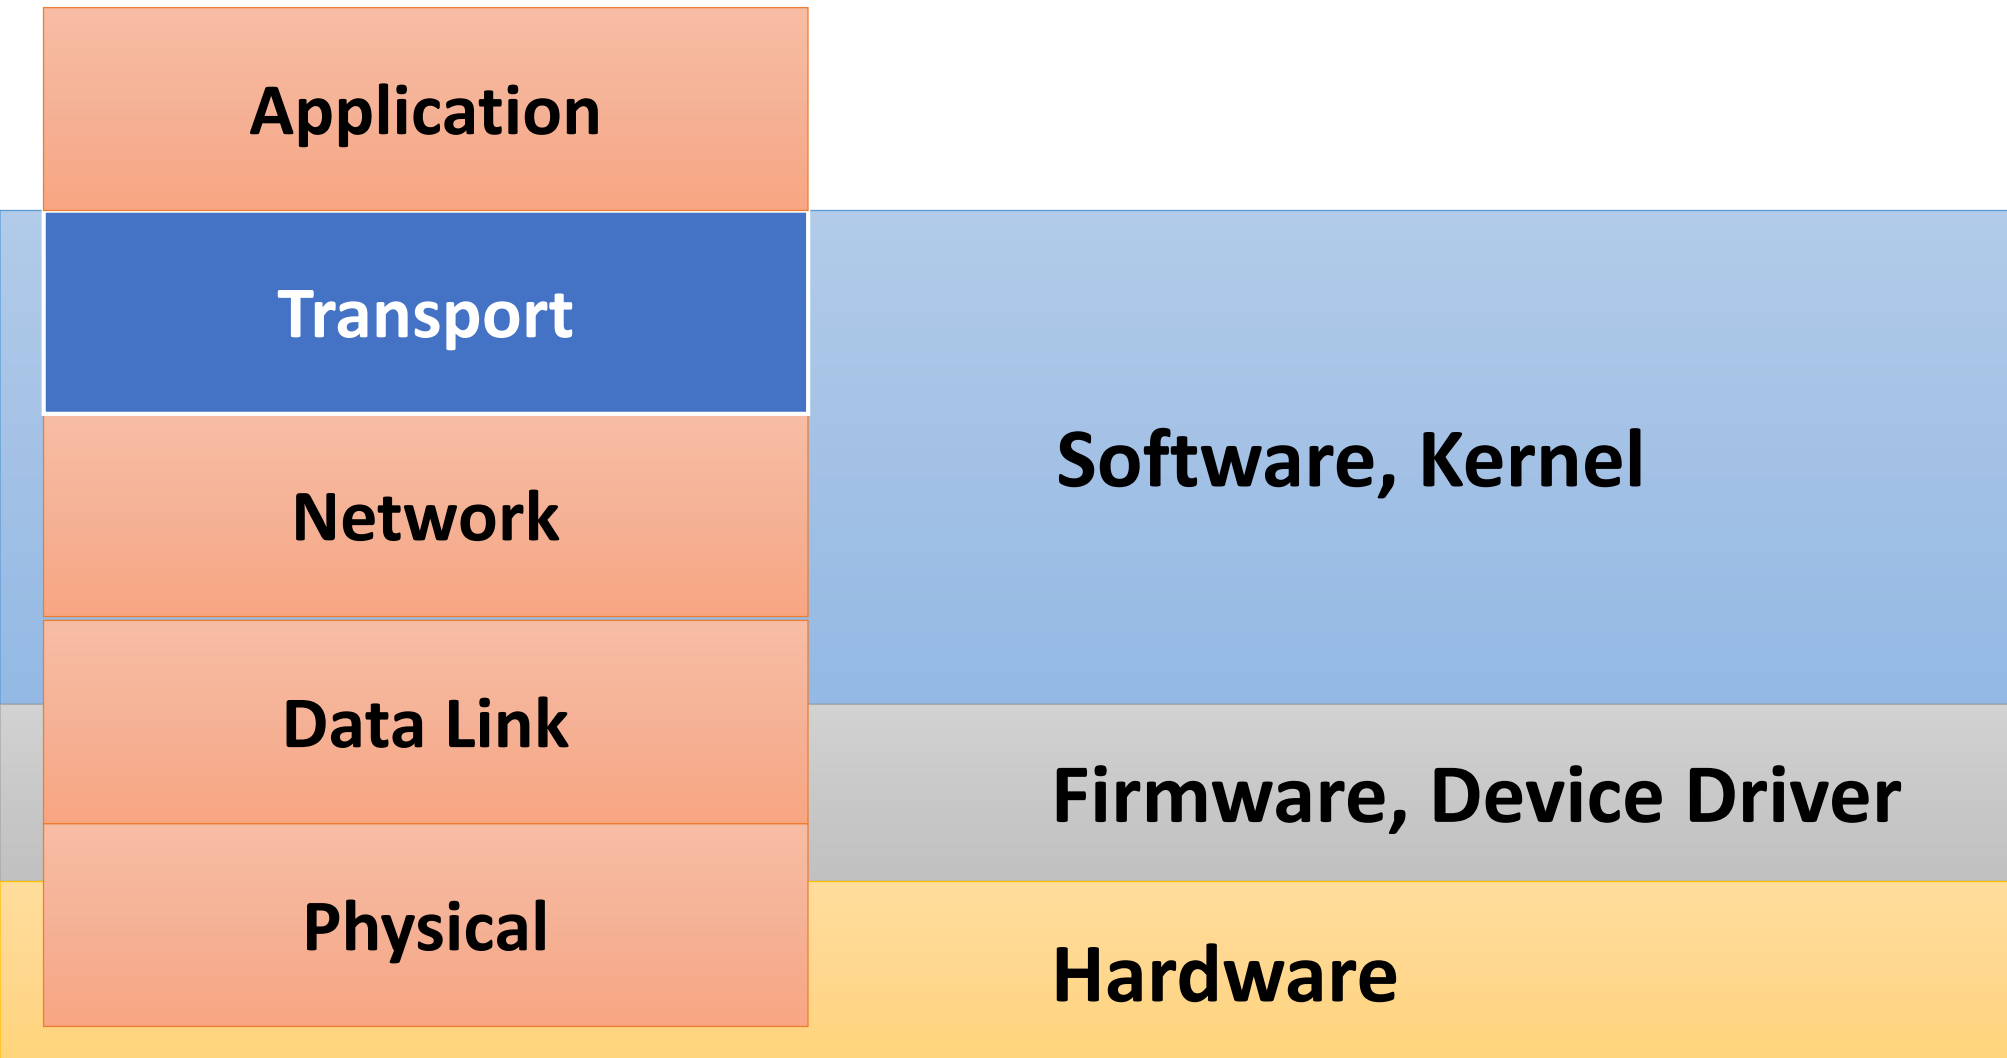 Application
Transport
Network
Data Link
Physical
Software, Kernel
Firmware, Device Driver
Hardware